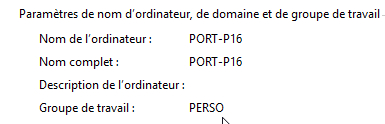 Paramètres de nom d'ordinateur, de domaine et de groupe de travail
Nom de l'ordinateur : PORT-P16
Nom complet : PORT-P16
Description de l'ordinateur :
Groupe de travail : PERSO